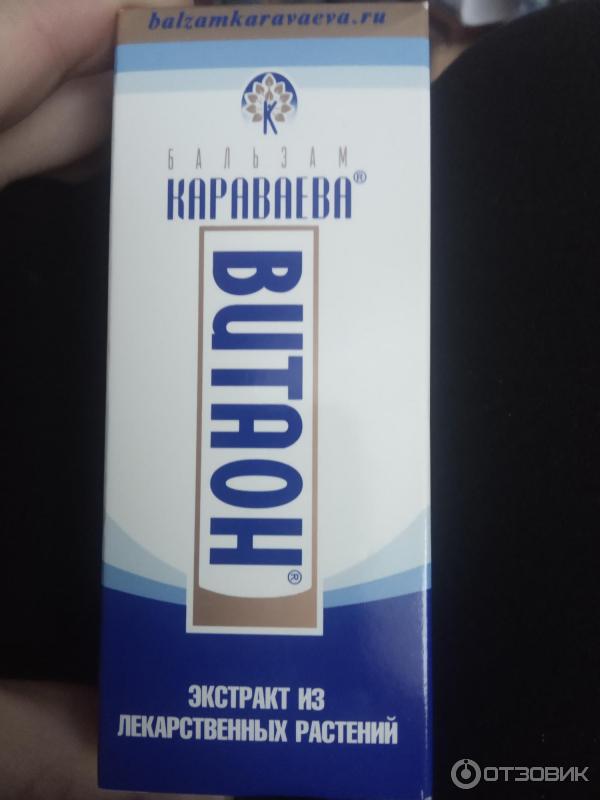 balzamkaravaeva.ru
БАЛЬЗАМ
КАРАВАЕВА®
ВИТАОН®
ЭКСТРАКТ ИЗ
ЛЕКАРСТВЕННЫХ РАСТЕНИЙ
ОТЗОВИК